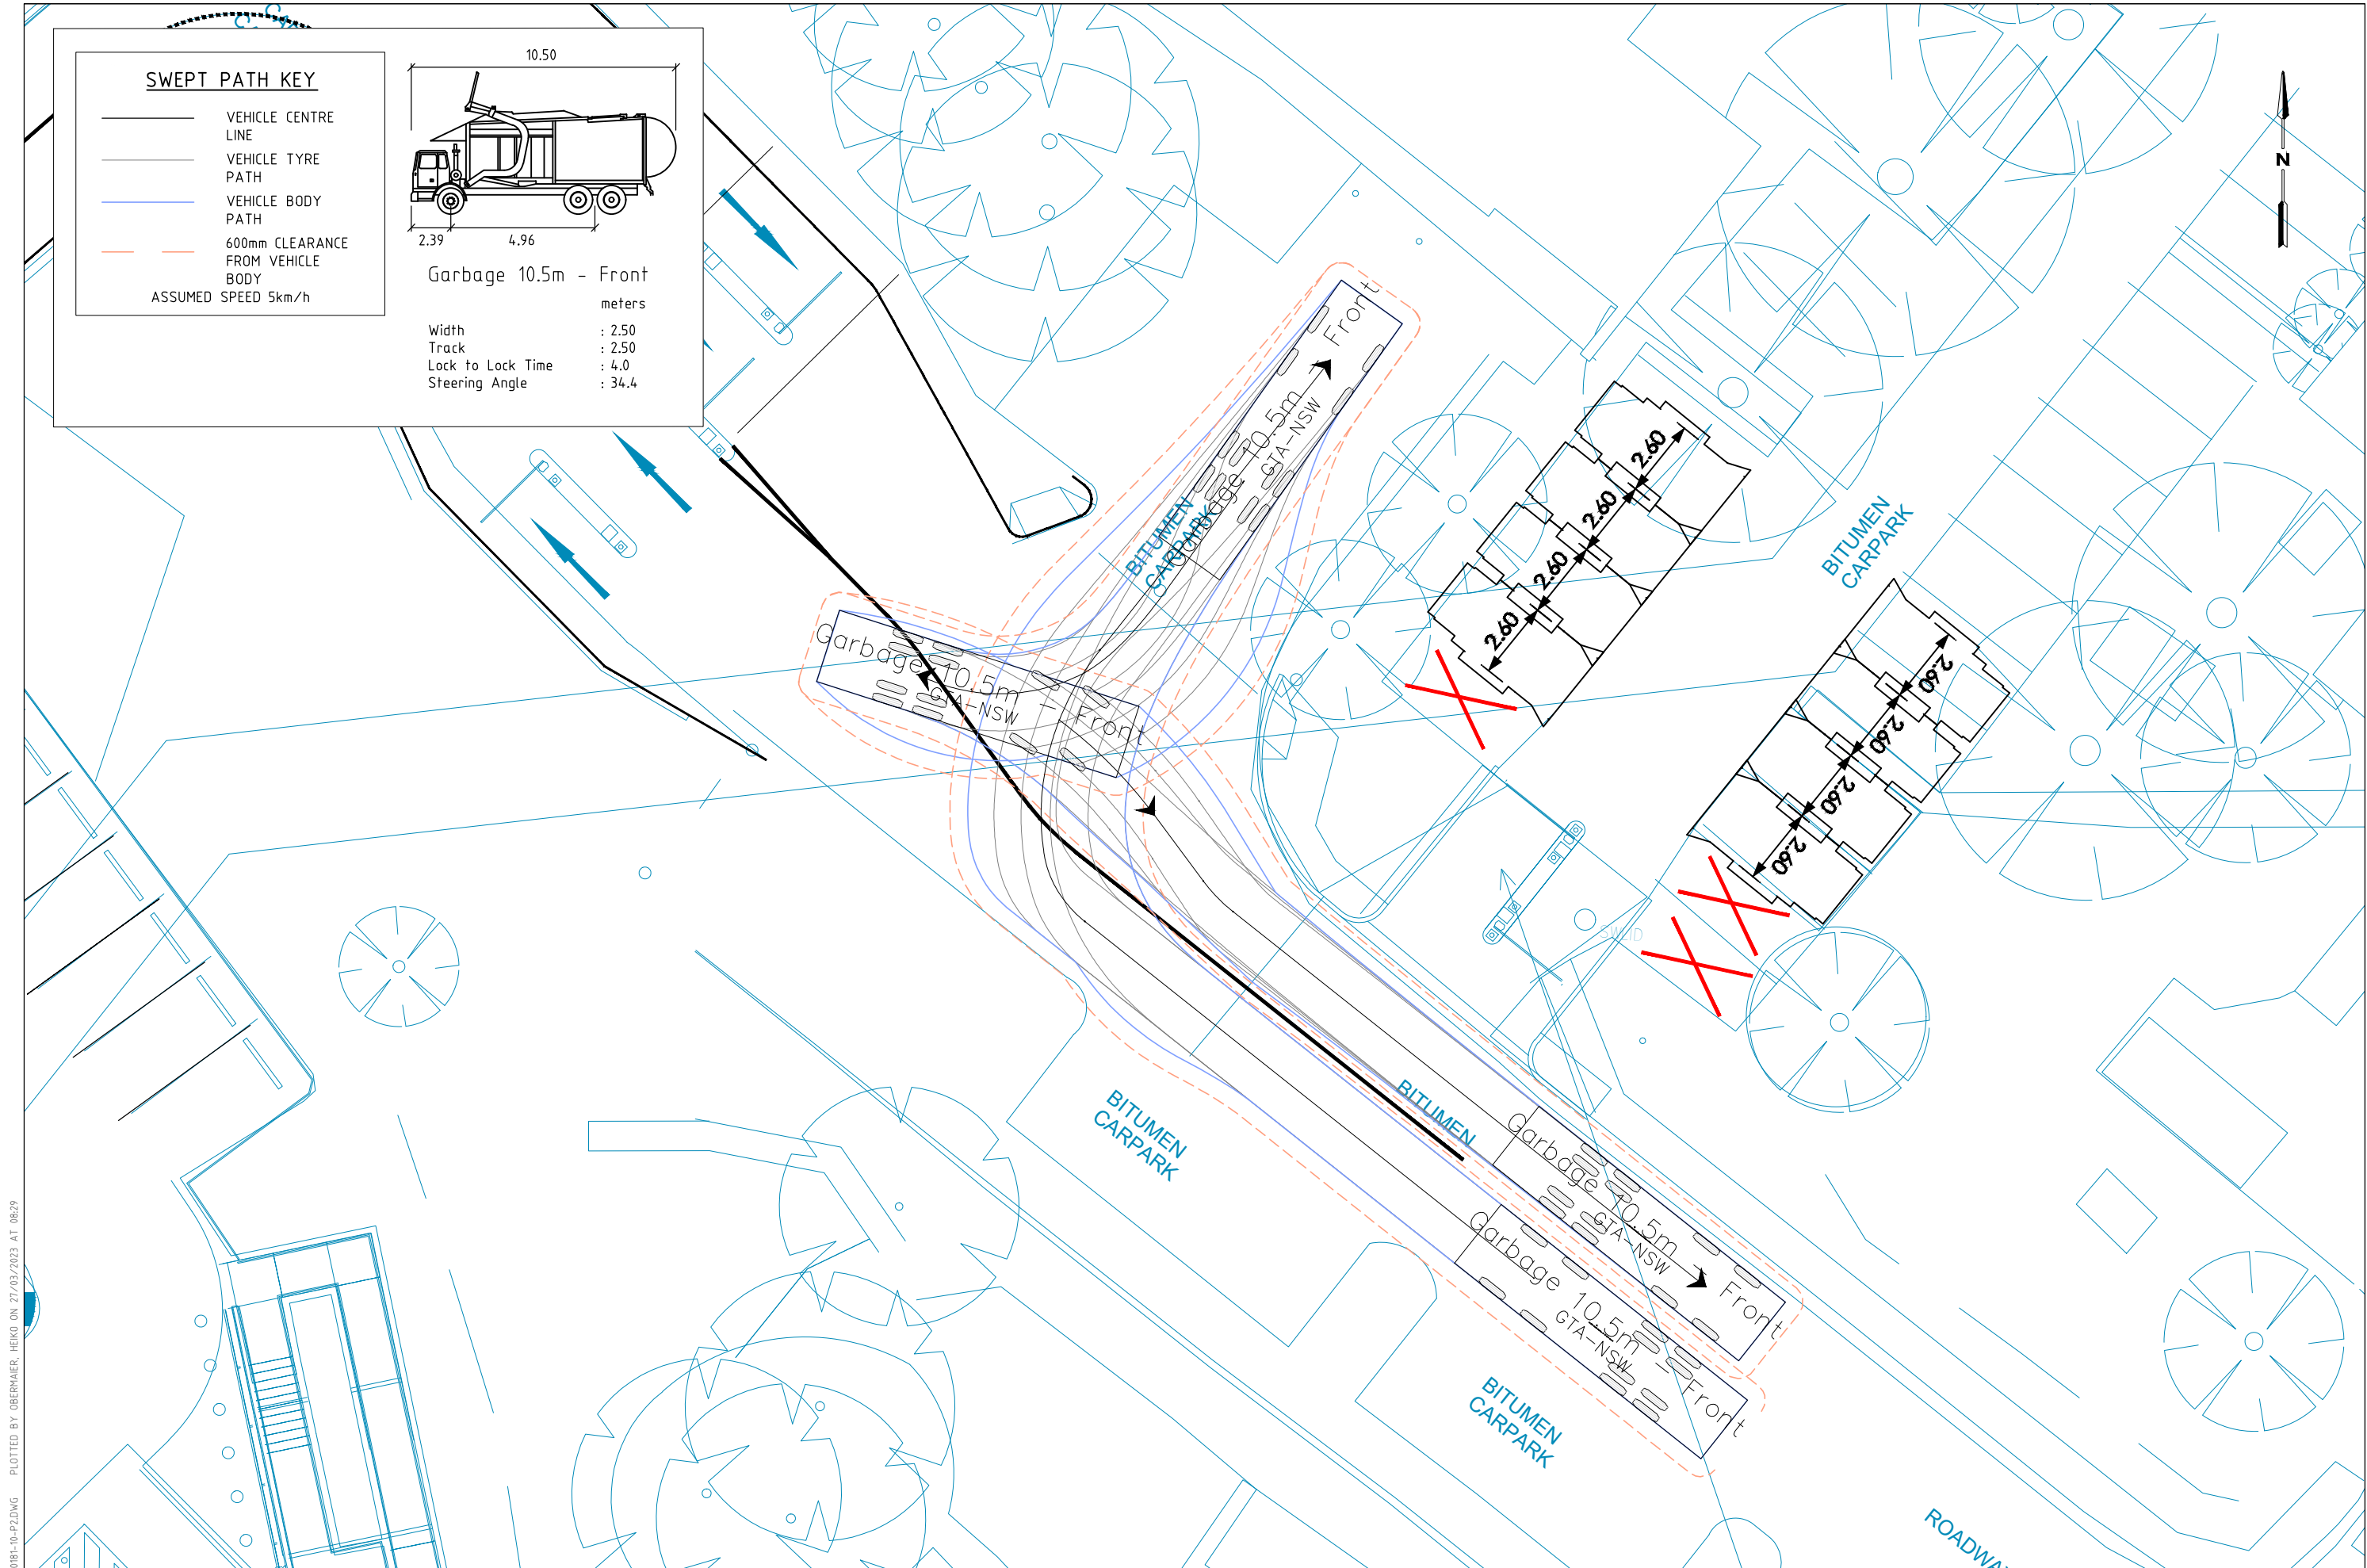 SWEPT PATH KEY
VEHICLE CENTRE
LINE
VEHICLE TYRE
PATH
VEHICLE BODY
PATH
600mm CLEARANCE
FROM VEHICLE
BODY
ASSUMED SPEED 5km/h
10.50
2.39
4.96
Garbage 10.5m - Front
meters
Width : 2.50
Track : 2.50
Lock to Lock Time : 4.0
Steering Angle : 34.4
N
Garbage 10.5m - Front
GTA-NSW
BITUMEN
CARPARK
2.60
2.60
2.60
2.60
BITUMEN
CARPARK
Garbage 10.5m - Front
GTA-NSW
2.60
2.60
2.60
2.60
SWLID
BITUMEN
CARPARK
BITUMEN
Garbage 10.5m - Front
GTA-NSW
Garbage 10.5m - Front
GTA-NSW
BITUMEN
CARPARK
PLOTTED BY OBERMAIER, HEIKO ON 27/03/2023 AT 08:29